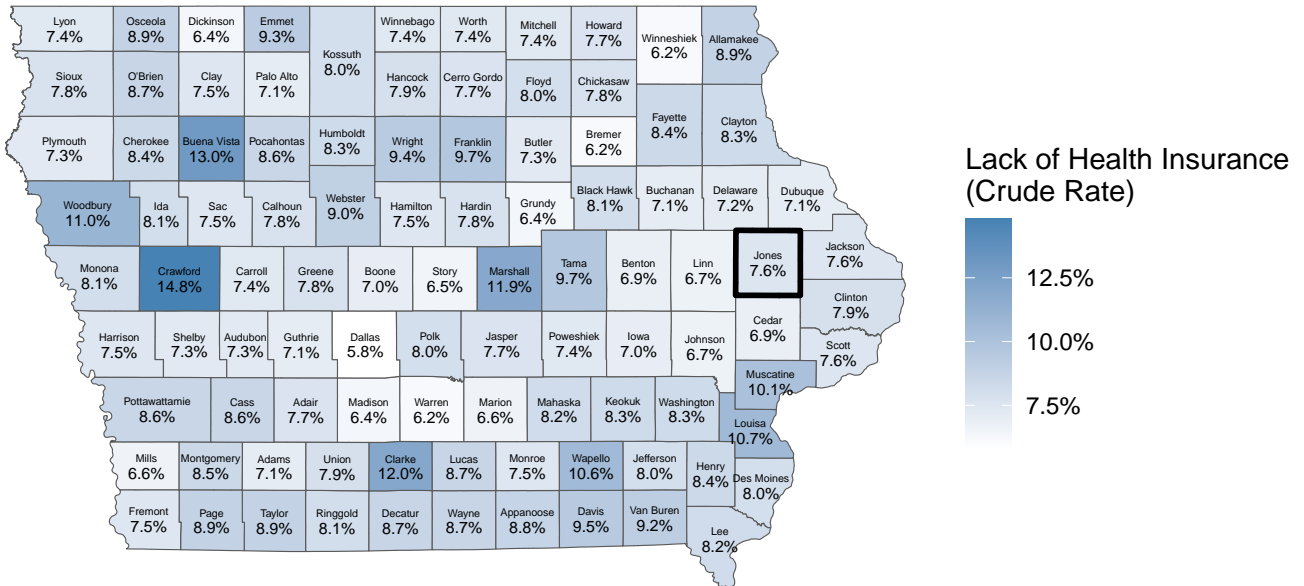 Lyon
7.4%
Osceola
8.9%
Dickinson
6.4%
Emmet
9.3%
Kossuth
8.0%
Winnebago
7.4%
Worth
7.4%
Mitchell
7.4%
Howard
7.7%
Winneshiek
6.2%
Allamakee
8.9%
Sioux
7.8%
O'Brien
8.7%
Clay
7.5%
Palo Alto
7.1%
Hancock
7.9%
Cerro Gordo
7.7%
Floyd
8.0%
Chickasaw
7.8%
Fayette
8.4%
Clayton
8.3%
Plymouth
7.3%
Cherokee
8.4%
Buena Vista
13.0%
Pocahontas
8.6%
Humboldt
8.3%
Wright
9.4%
Franklin
9.7%
Butler
7.3%
Bremer
6.2%
Woodbury
11.0%
Ida
8.1%
Sac
7.5%
Calhoun
7.8%
Webster
9.0%
Hamilton
7.5%
Hardin
7.8%
Grundy
6.4%
Black Hawk
8.1%
Buchanan
7.1%
Delaware
7.2%
Dubuque
7.1%
Monona
8.1%
Crawford
14.8%
Carroll
7.4%
Greene
7.8%
Boone
7.0%
Story
6.5%
Marshall
11.9%
Tama
9.7%
Benton
6.9%
Linn
6.7%
Jones
7.6%
Jackson
7.6%
Clinton
7.9%
Harrison
7.5%
Shelby
7.3%
Audubon
7.3%
Guthrie
7.1%
Dallas
5.8%
Polk
8.0%
Jasper
7.7%
Poweshiek
7.4%
Iowa
7.0%
Johnson
6.7%
Cedar
6.9%
Scott
7.6%
Muscatine
10.1%
Pottawattamie
8.6%
Cass
8.6%
Adair
7.7%
Madison
6.4%
Warren
6.2%
Marion
6.6%
Mahaska
8.2%
Keokuk
8.3%
Washington
8.3%
Louisa
10.7%
Mills
6.6%
Montgomery
8.5%
Adams
7.1%
Union
7.9%
Clarke
12.0%
Lucas
8.7%
Monroe
7.5%
Wapello
10.6%
Jefferson
8.0%
Henry
8.4%
Des Moines
8.0%
Fremont
7.5%
Page
8.9%
Taylor
8.9%
Ringgold
8.1%
Decatur
8.7%
Wayne
8.7%
Appanoose
8.8%
Davis
9.5%
Van Buren
9.2%
Lee
8.2%
Lack of Health Insurance
(Crude Rate)
12.5%
10.0%
7.5%